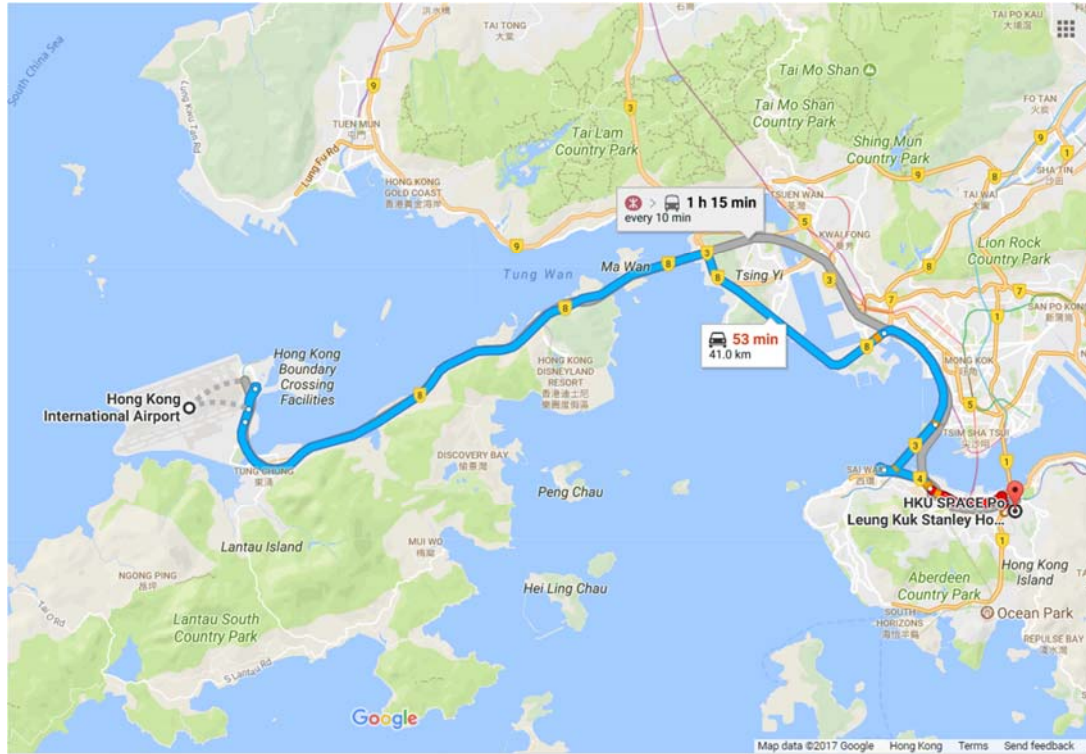 South China Sea
Lung Kwu Tan Rd
洪水橋
TAI TONG
大棠
石崗
TAI PO KAU
大埔滘
Tai Mo Shan
FO TAN
火炭
TUEN MUN
屯門
Lung Fu Rd
Tai Lam
Country Park
Tai Mo Shan
Country Park
Shing Mun
Country Park
SHA TIN
沙田
HONG KONG
GOLD COAST
香港黃金海岸
TSUEN WAN
荃灣
TAI WAI
大圍
1 h 15 min
every 10 min
KWAI FONG
葵芳
Lion Rock
Country Park
Tung Wan
Ma Wan
Tsing Yi
SAN PO KONG
新蒲崗
53 min
41.0 km
Hong Kong
Boundary
Crossing
Facilities
Hong Kong
International Airport
HONG KONG
DISNEYLAND
RESORT
香港迪士尼
樂園度假區
MONG KOK
旺角
TSIM SHA TSUI
尖沙咀
TUNG CHUNG
東涌
DISCOVERY BAY
愉景灣
SAI WAN
西環
Peng Chau
HKU SPACE Po
Leung Kuk Stanley Ho...
Lantau Island
MUI WO
梅窩
Hong Kong
Island
NGONG PING
昂坪
Hei Ling Chau
Aberdeen
Country Park
Tai O Rd
Lantau South
Country Park
SOUTH
HORIZONS
海怡半島
Ocean Park
REPULSE BAY
淺水灣
S Lantau Rd
Google
Map data ©2017 Google Hong Kong Terms Send feedback